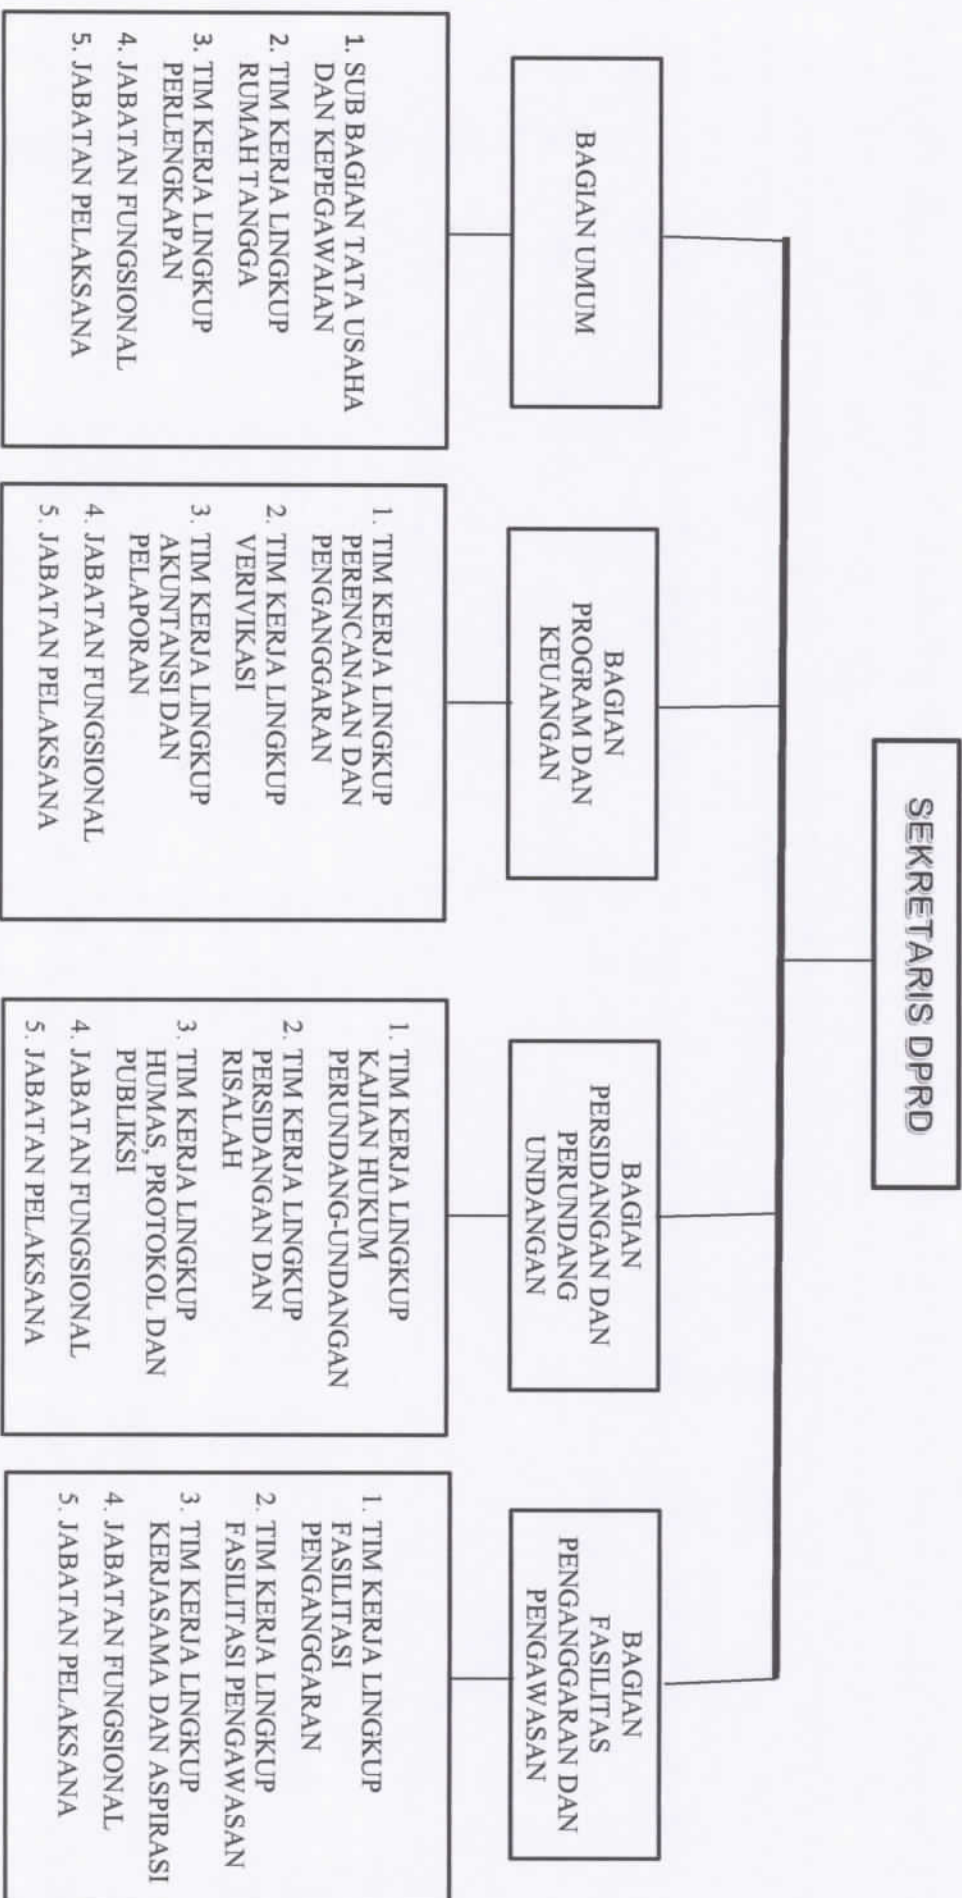 SEKRETARIS DPRD
BAGIAN UMUM
1. SUB BAGIAN TATA USAHA
DAN KEPEGAWAIAN
2. TIM KERJA LINGKUP
RUMAH TANGGA
3. TIM KERJA LINGKUP
PERLENGKAPAN
4. JABATAN FUNGSIONAL
5. JABATAN PELAKSANA
BAGIAN
PROGRAM DAN
KEUANGAN
1. TIM KERJA LINGKUP
PERENCANAAN DAN
PENGANGGARAN
2. TIM KERJA LINGKUP
VERIVIKASI
3. TIM KERJA LINGKUP
AKUNTANSI DAN
PELAPORAN
4. JABATAN FUNGSIONAL
5. JABATAN PELAKSANA
BAGIAN
PERSIDANGAN DAN
PERUNDANG
UNDANGAN
1. TIM KERJA LINGKUP
KAJIAN HUKUM
PERUNDANG-UNDANGAN
2. TIM KERJA LINGKUP
PERSIDANGAN DAN
RISALAH
3. TIM KERJA LINGKUP
HUMAS, PROTOKOL DAN
PUBLIKSI
4. JABATAN FUNGSIONAL
5. JABATAN PELAKSANA
BAGIAN
FASILITAS
PENGANGGARAN DAN
PENGAWASAN
1. TIM KERJA LINGKUP
FASILITASI
PENGANGGARAN
2. TIM KERJA LINGKUP
FASILITASI PENGAWASAN
3. TIM KERJA LINGKUP
KERJASAMA DAN ASPIRASI
4. JABATAN FUNGSIONAL
5. JABATAN PELAKSANA